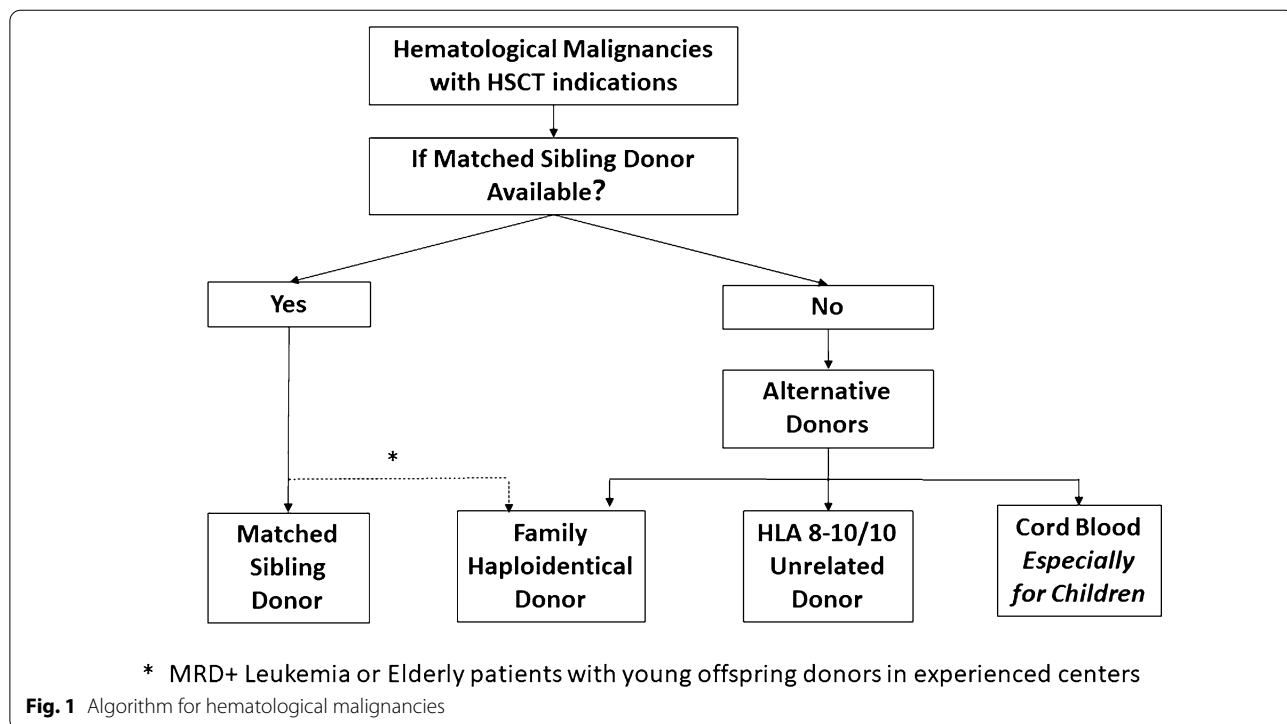 Hematological Malignancies
with HSCT indications
If Matched Sibling Donor
Available?
Yes
No
Alternative
Donors
*
Matched
Sibling
Donor
Family
Haploidentical
Donor
HLA 8-10/10
Unrelated
Donor
Cord Blood
Especially
for Children
* MRD+ Leukemia or Elderly patients with young offspring donors in experienced centers
Fig. 1 Algorithm for hematological malignancies